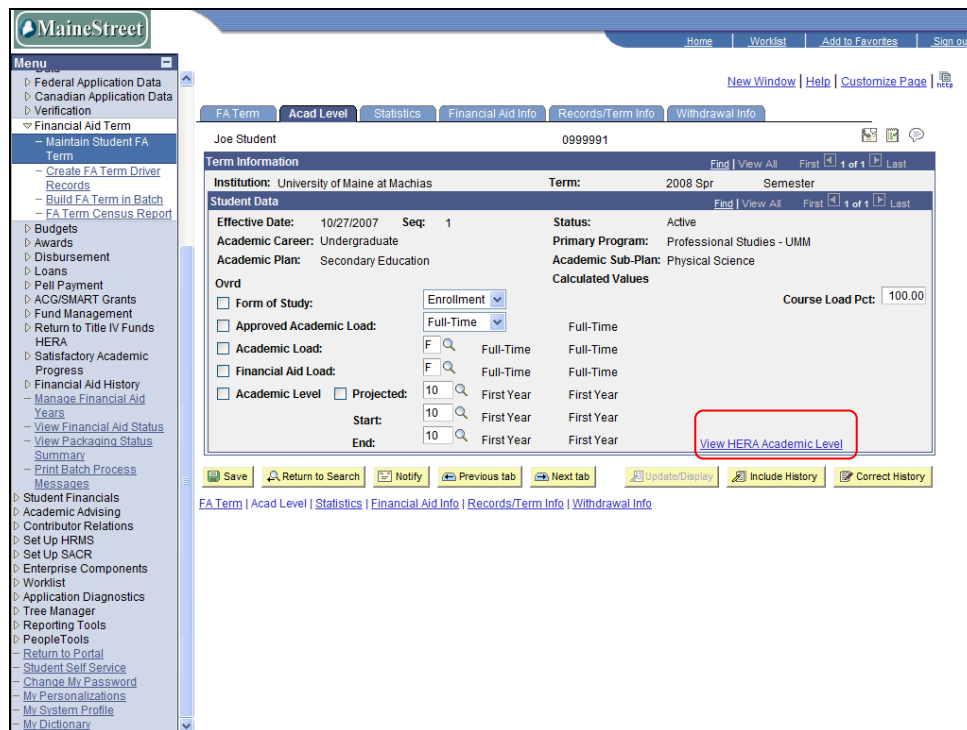 MaineStreet
Home Worklist Add to Favorites Sign ou
Menu
Data
Federal Application Data
Canadian Application Data
Verification
Financial Aid Term
Maintain Student FA
Term
Create FA Term Driver
Records
Build FA Term in Batch
FA Term Census Report
Budgets
Awards
Disbursement
Loans
Pell Payment
ACG/SMART Grants
Fund Management
Return to Title IV Funds
HERA
Satisfactory Academic
Progress
Financial Aid History
Manage Financial Aid
Years
View Financial Aid Status
View Packaging Status
Summary
Print Batch Process
Messages
Student Financials
Academic Advising
Contributor Relations
Set Up HRMS
Set Up SACR
Enterprise Components
Worklist
Application Diagnostics
Tree Manager
Reporting Tools
PeopleTools
Return to Portal
Student Self Service
Change My Password
My Personalizations
My System Profile
My Dictionary
New Window | Help | Customize Page | http
FA Term Acad Level Statistics Financial Aid Info Records/Term Info Withdrawal Info
Joe Student 0999991
Term Information Find | View All First 1 of 1 Last
Institution: University of Maine at Machias Term: 2008 Spr Semester
Student Data Find | View All First 1 of 1 Last
Effective Date: 10/27/2007 Seq: 1 Status: Active
Academic Career: Undergraduate Primary Program: Professional Studies - UMM
Academic Plan: Secondary Education Academic Sub-Plan: Physical Science
Ovrd Calculated Values
Form of Study: Enrollment Course Load Pct: 100.00
Approved Academic Load: Full-Time Full-Time
Academic Load: F Full-Time Full-Time
Financial Aid Load: F Full-Time Full-Time
Academic Level Projected: 10 First Year First Year
Start: 10 First Year First Year
End: 10 First Year First Year View HERA Academic Level
Save Return to Search Notify Previous tab Next tab Update/Display Include History Correct History
FA Term | Acad Level | Statistics | Financial Aid Info | Records/Term Info | Withdrawal Info